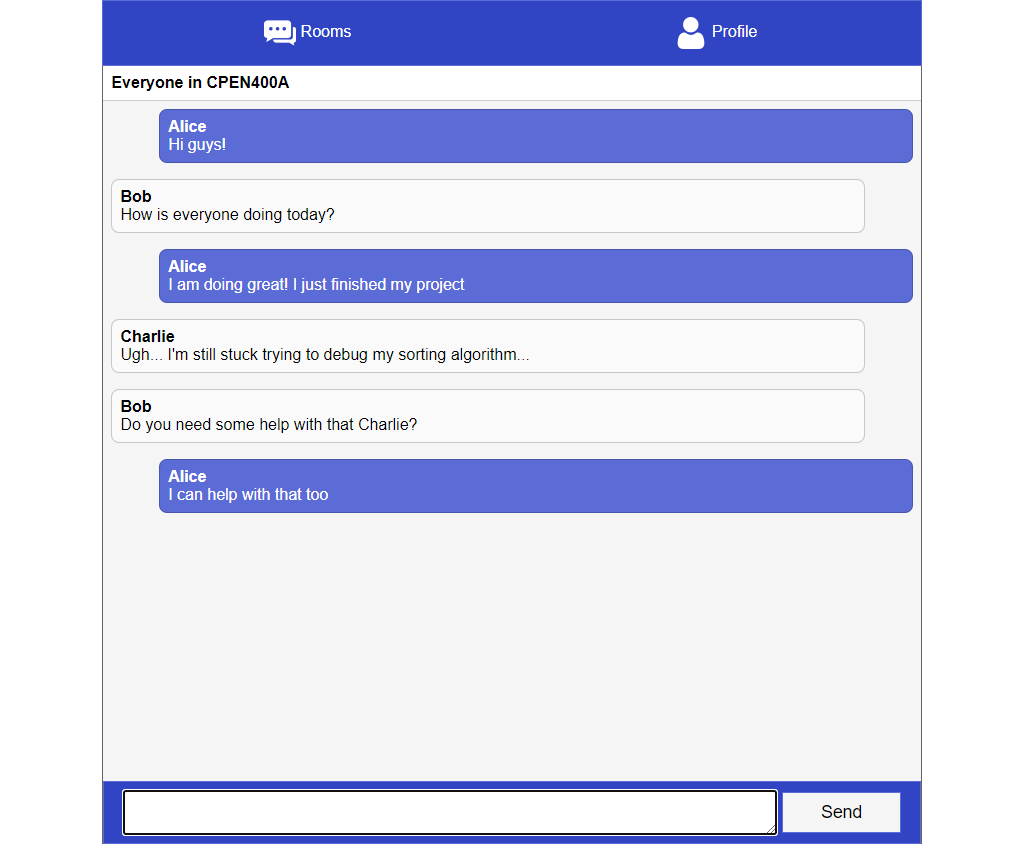 Rooms
Profile
Everyone in CPEN400A
Alice
Hi guys!
Bob
How is everyone doing today?
Alice
I am doing great! I just finished my project
Charlie
Ugh... I'm still stuck trying to debug my sorting algorithm...
Bob
Do you need some help with that Charlie?
Alice
I can help with that too
Send